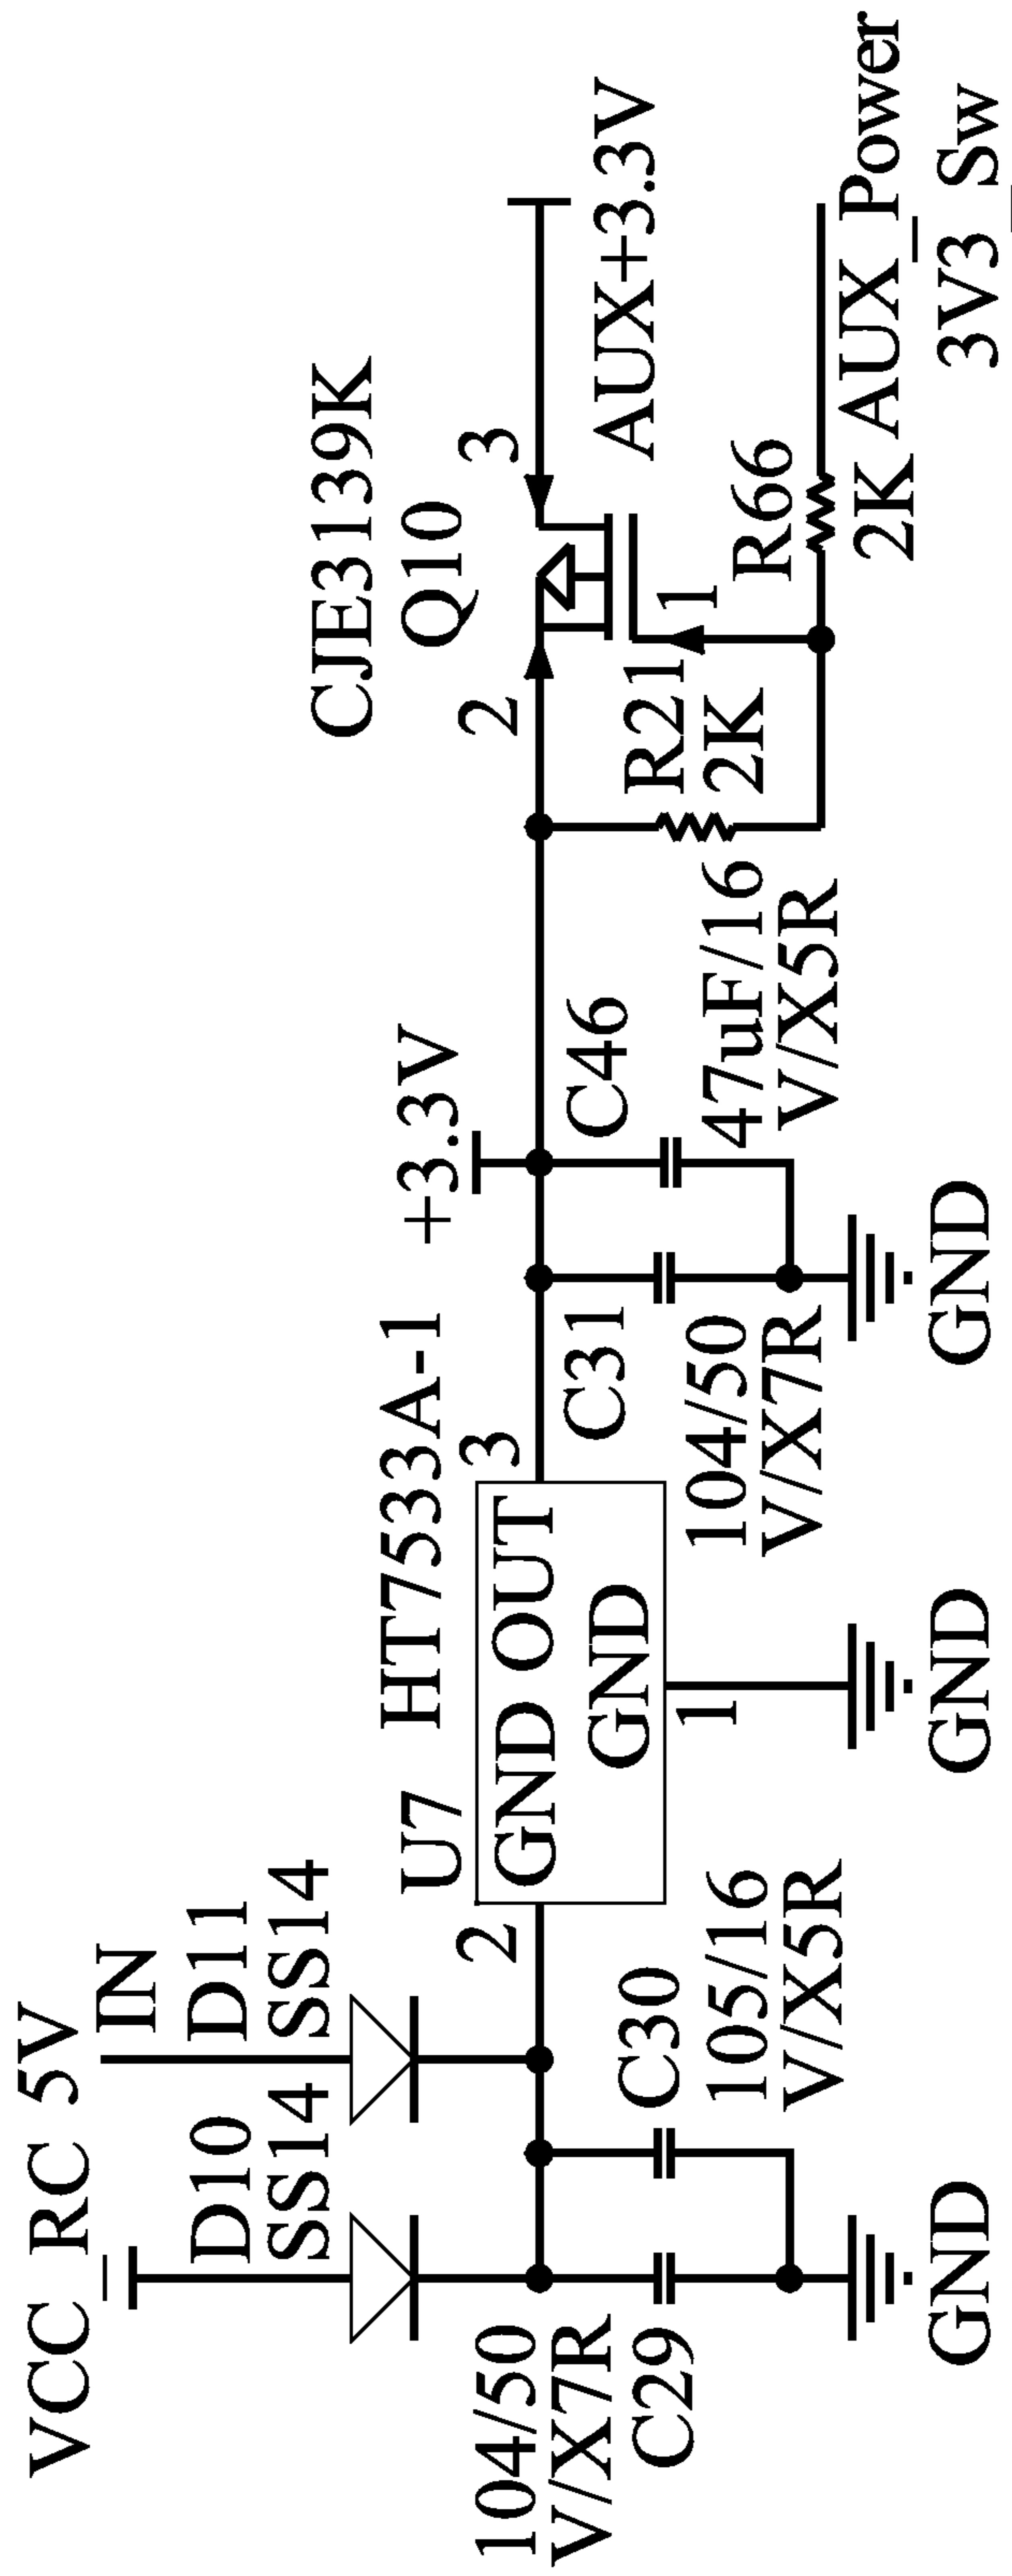 VCC_RC 5V
IN
D10
SS14
D11
SS14
104/50
V/X7R
C29
C30
105/16
V/X5R
GND
U7
HT7533A-1
2
GND OUT
GND
3
1
GND
+3.3V
C31
104/50
V/X7R
C46
47uF/16
V/X5R
GND
CJE3139K
Q10
2
3
1
R21
2K
R66
2K
AUX+3.3V
AUX_Power
3V3_Sw